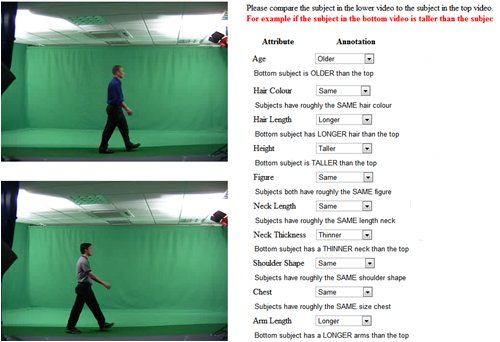 Please compare the subject in the lower video to the subject in the top video.
For example if the subject in the bottom video is taller than the subjec
Attribute Annotation
Age Older
Bottom subject is OLDER than the top
Hair Colour Same
Subjects have roughly the SAME hair colour
Hair Length Longer
Bottom subject has LONGER hair than the top
Height Taller
Bottom subject is TALLER than the top
Figure Same
Subjects both have roughly the SAME figure
Neck Length Same
Subjects have roughly the SAME length neck
Neck Thickness Thinner
Bottom subject has a THINNER neck than the top
Shoulder Shape Same
Subjects have roughly the SAME shoulder shape
Chest Same
Subjects have roughly the SAME size chest
Arm Length Longer
Bottom subject has a LONGER arms than the top